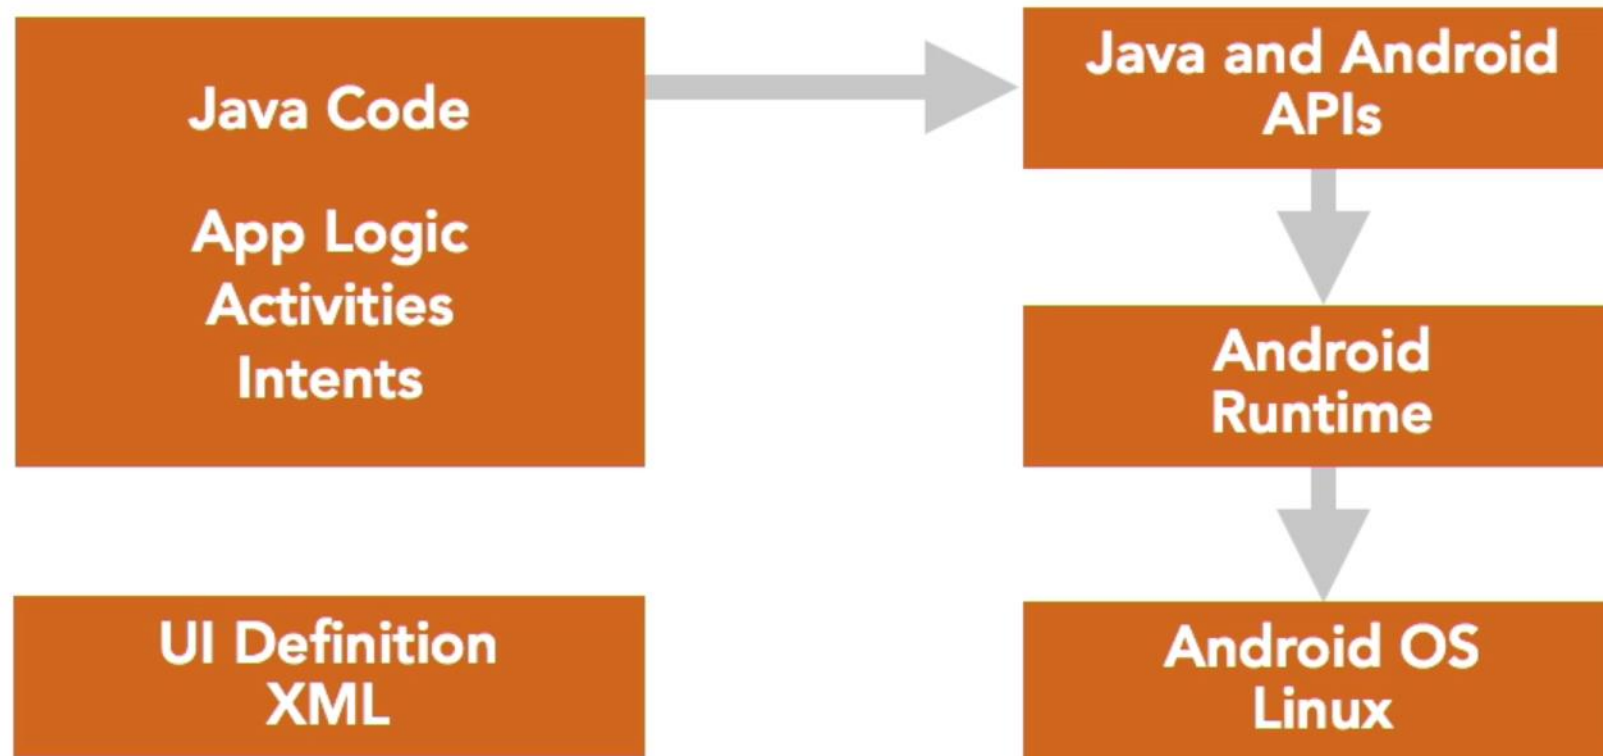 Java Code
App Logic
Activities
Intents
UI Definition
XML
Java and Android
APIs
Android
Runtime
Android OS
Linux